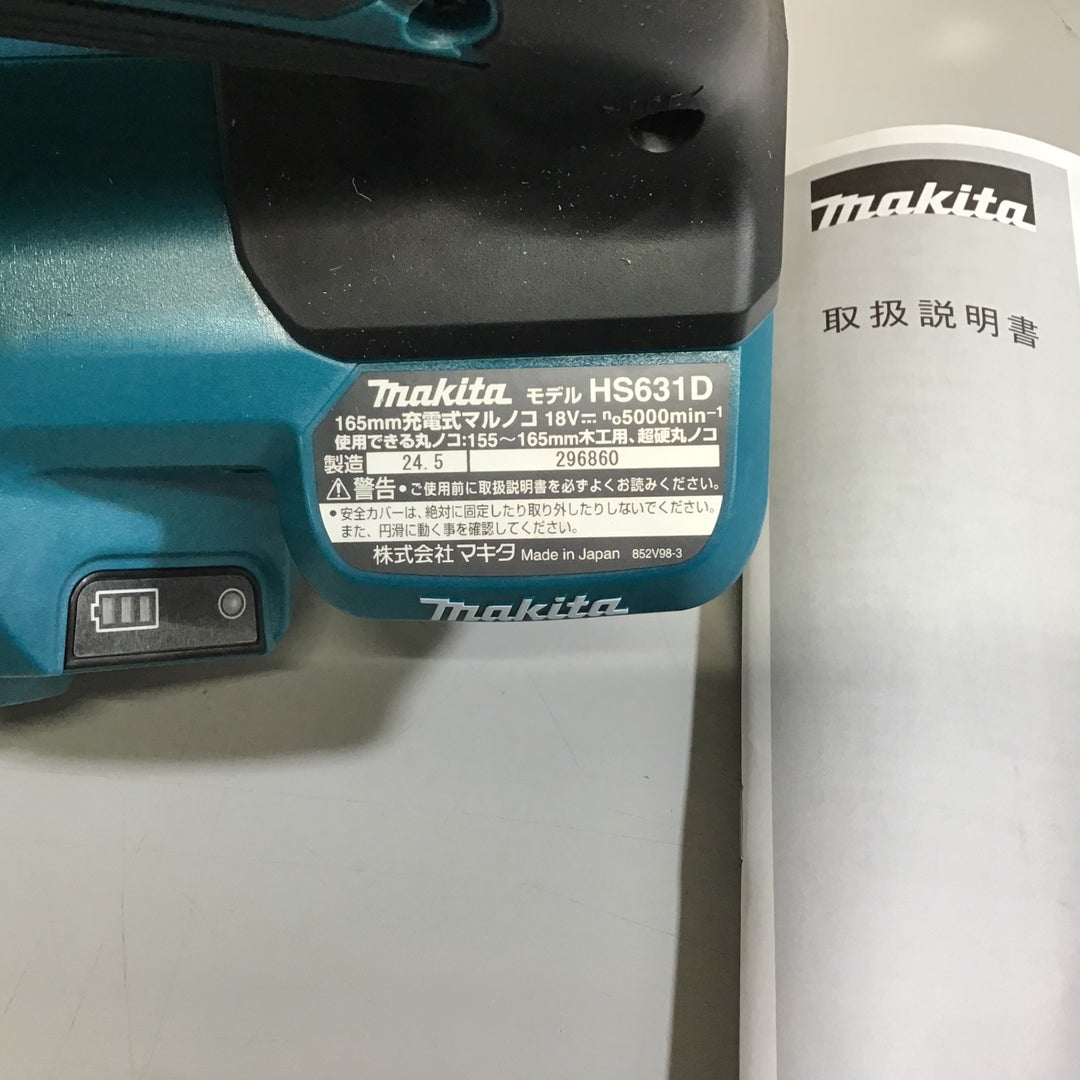 makita モデル HS631D
165mm充電式マルノコ 18V⎓ n₀5000min⁻¹
使用できる丸ノコ:155～165mm木工用、超硬丸ノコ
製造 24.5 296860
⚠警告•ご使用前に取扱説明書を必ずよくお読みください。
•安全カバーは、絶対に固定したり取り外したりしないでください。
また、円滑に動く事を確認してください。
株式会社マキタ Made in Japan 852V98-3
makita
makita
取扱説明書